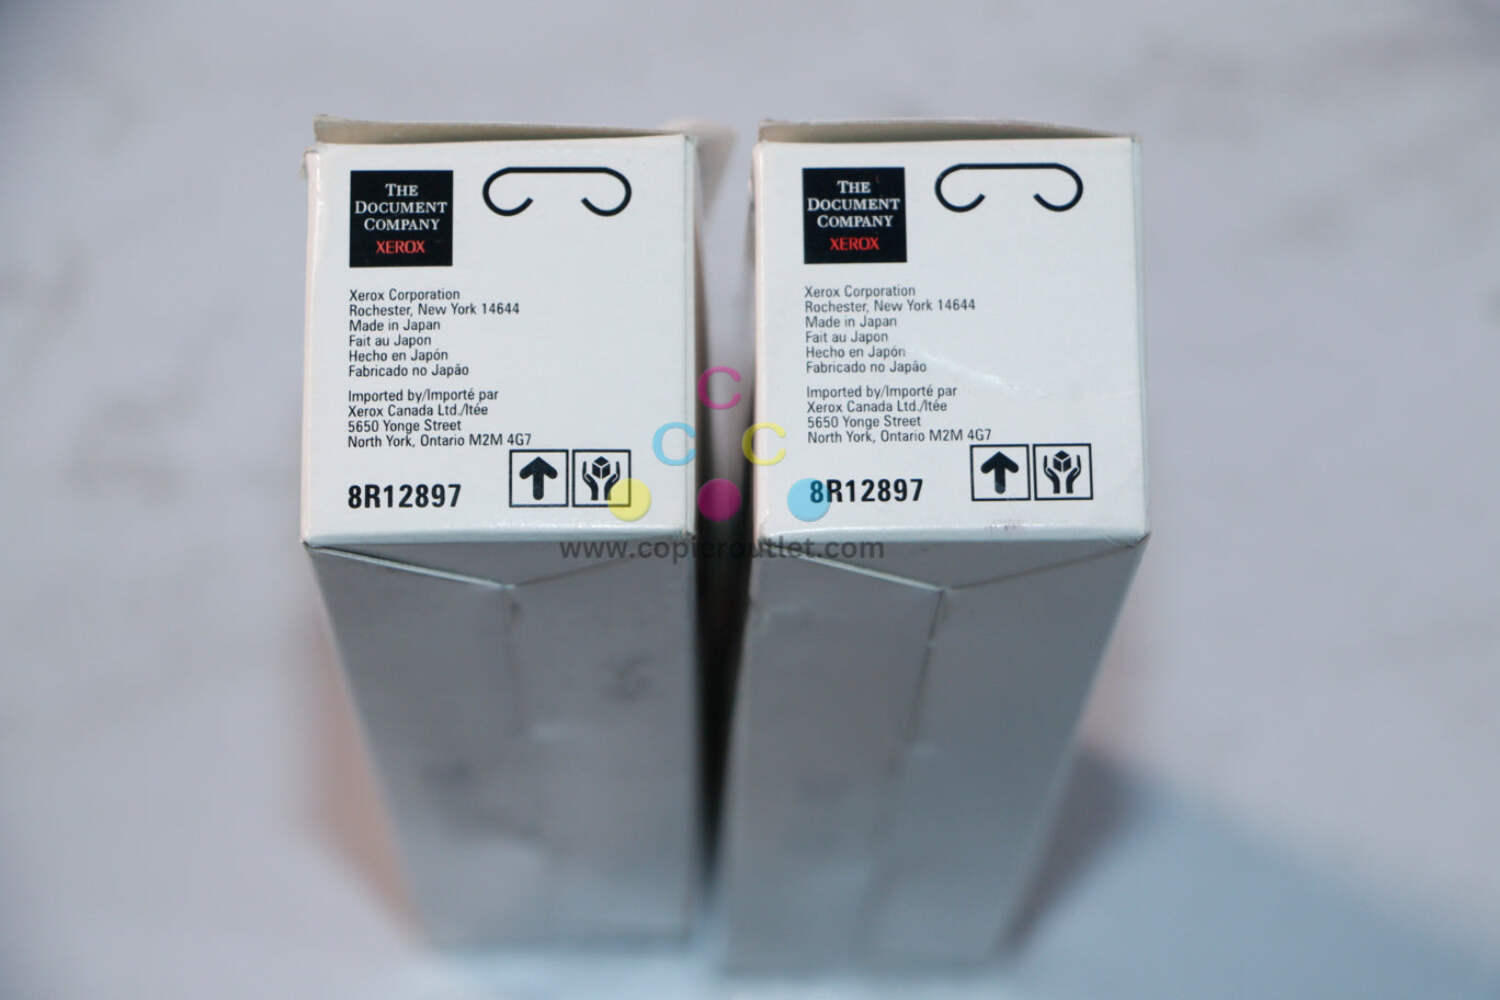 THE
DOCUMENT
COMPANY
XEROX
Xerox Corporation
Rochester, New York 14644
Made in Japan
Fait au Japon
Hecho en Japón
Fabricado no Japão
Imported by/Importé par
Xerox Canada Ltd./ltée
5650 Yonge Street
North York, Ontario M2M 4G7
8R12897
THE
DOCUMENT
COMPANY
XEROX
Xerox Corporation
Rochester, New York 14644
Made in Japan
Fait au Japon
Hecho en Japón
Fabricado no Japão
Imported by/Importé par
Xerox Canada Ltd./ltée
5650 Yonge Street
North York, Ontario M2M 4G7
8R12897
C
C C
www.copieroutlet.com